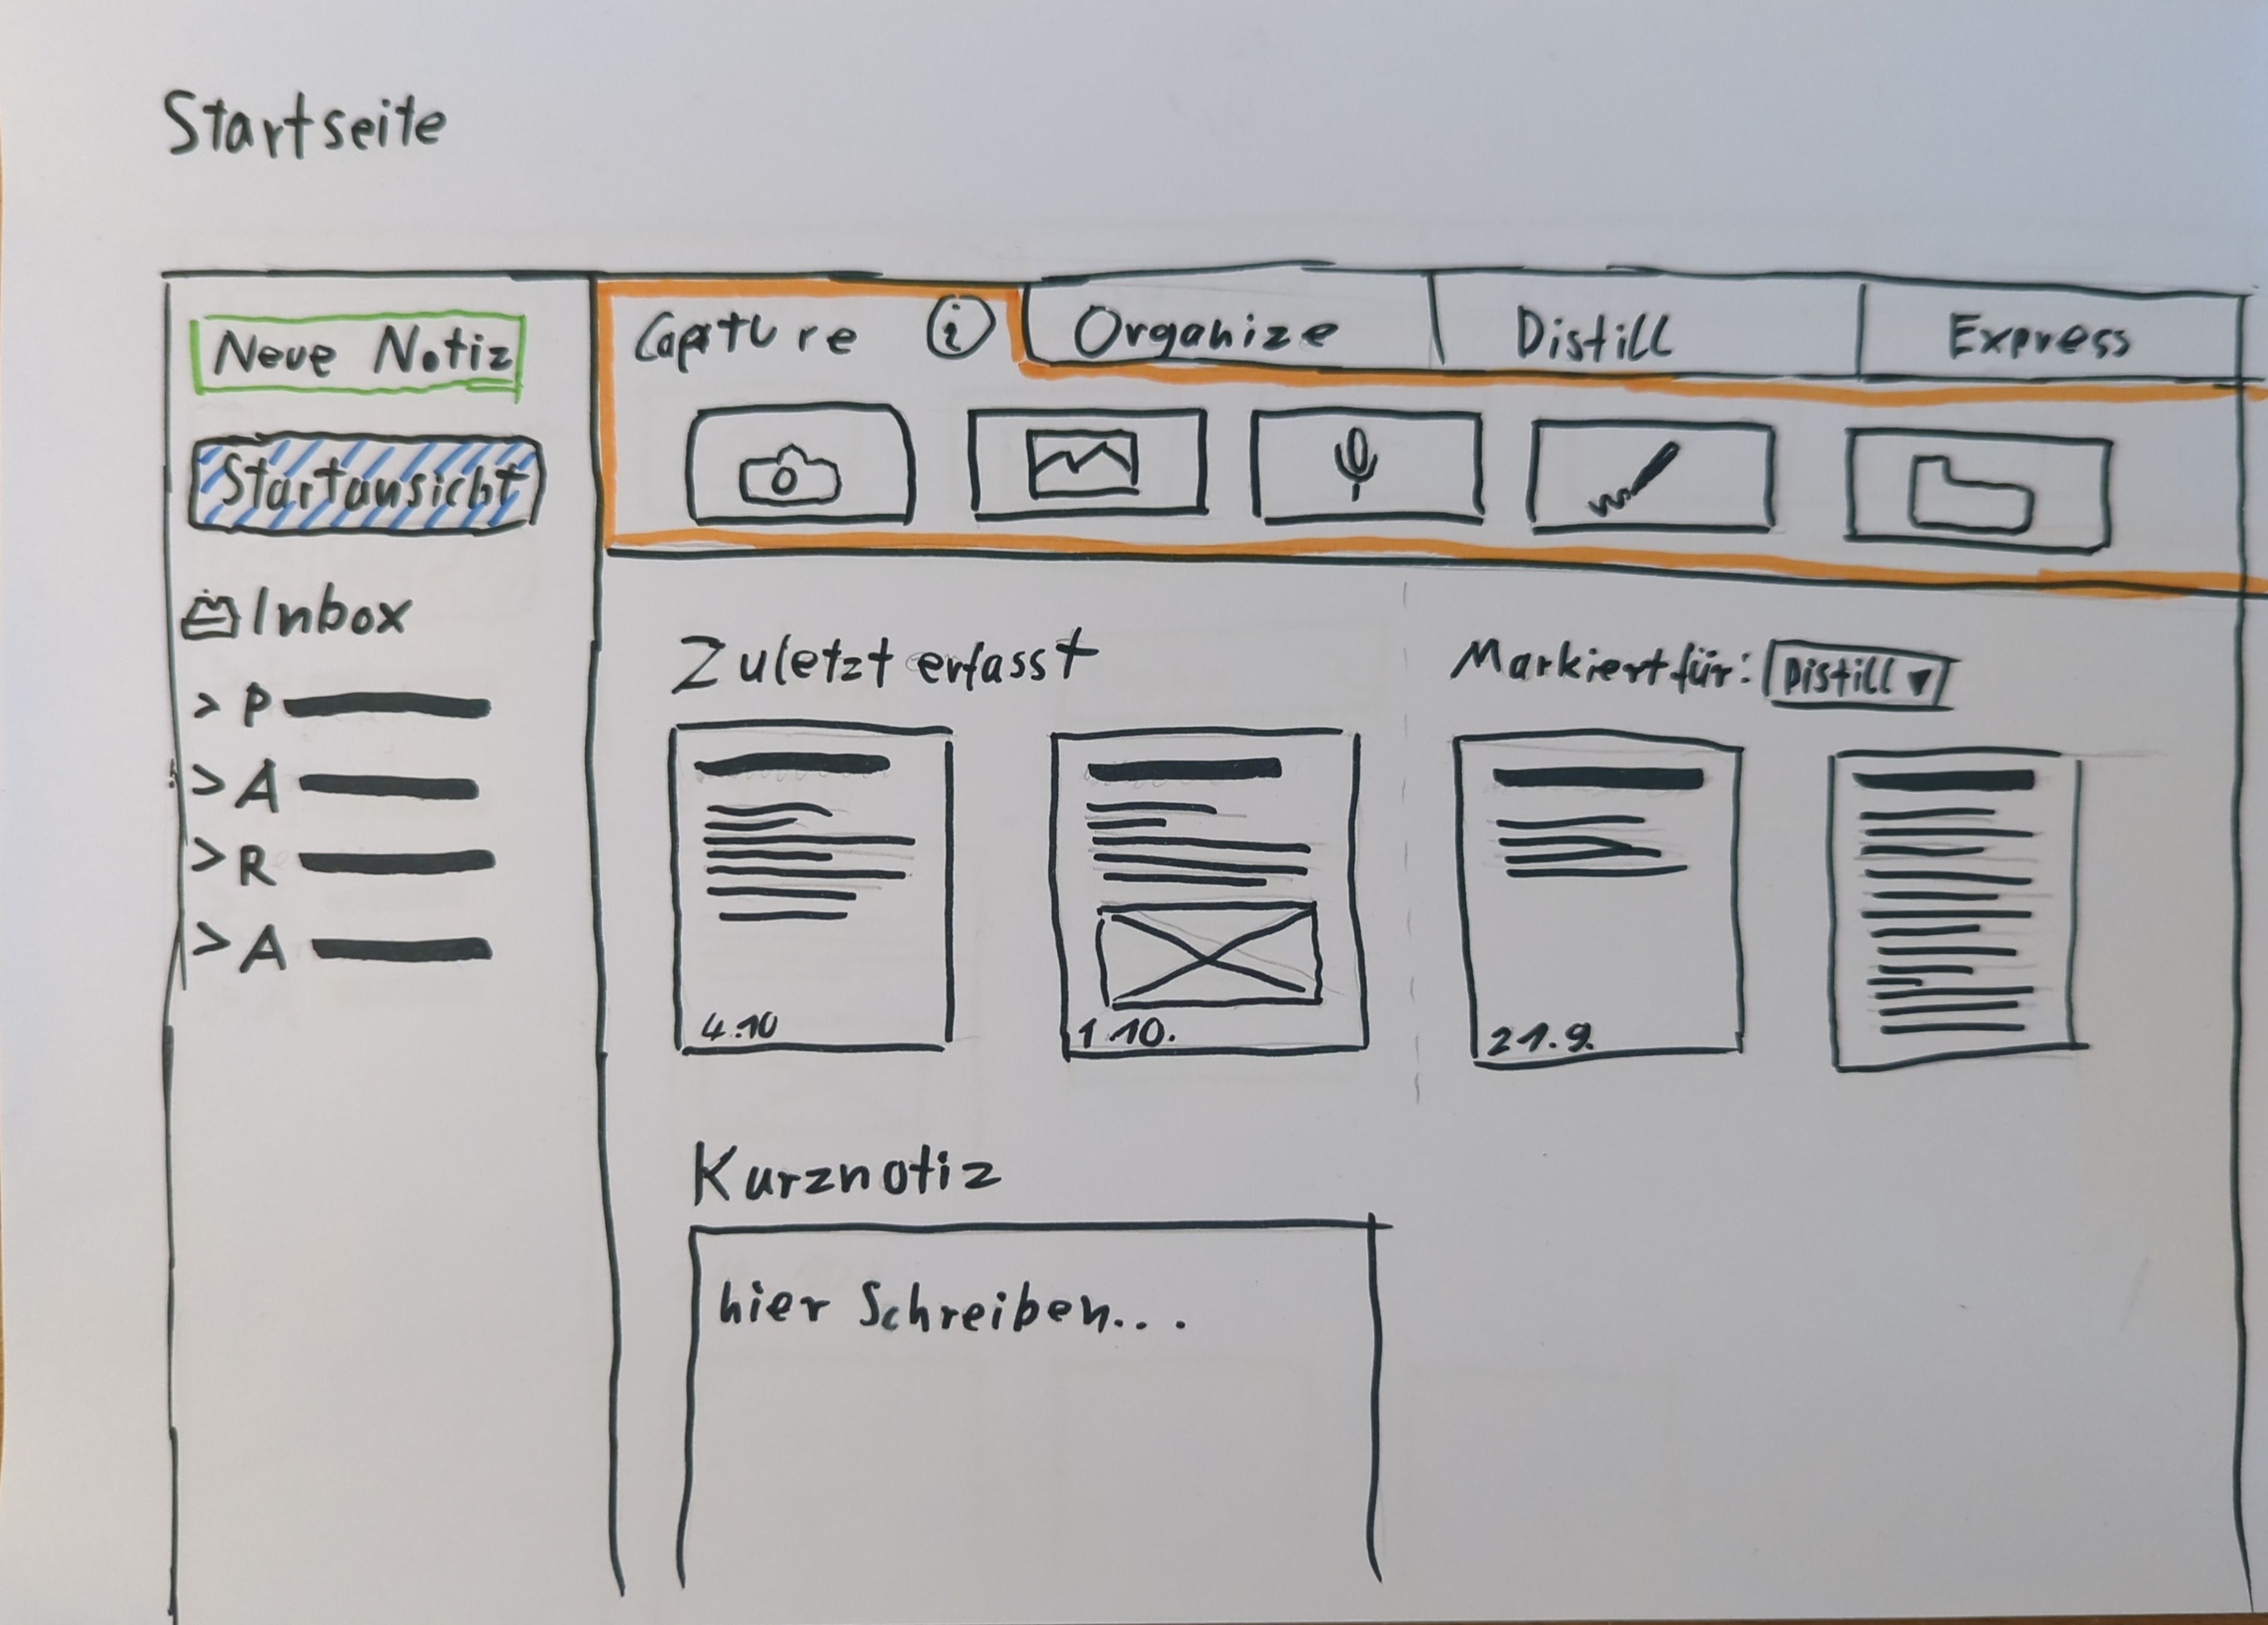 Startseite
Neue Notiz
Startansicht
Inbox
> P
> A
> R
> A
Capture i
Organize
Distill
Express
Zuletzt erfasst
4.10
1.10.
Markiert für: Distill ▾
21.9.
Kurznotiz
hier Schreiben...